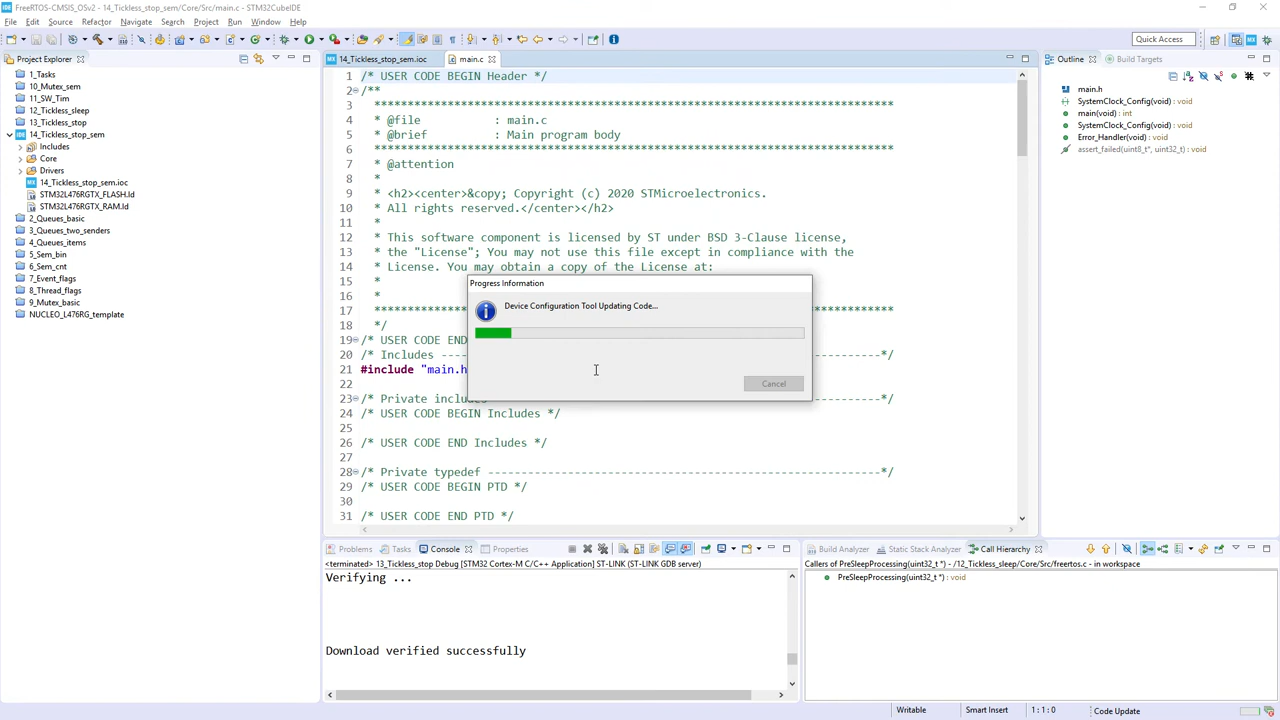 FreeRTOS-CMSIS_OSv2 - 14_Tickless_stop_sem/Core/Src/main.c - STM32CubeIDE
File Edit Source Refactor Navigate Search Project Run Window Help
Quick Access
Project Explorer
1_Tasks
10_Mutex_sem
11_SW_Tim
12_Tickless_sleep
13_Tickless_stop
14_Tickless_stop_sem
Includes
Core
Drivers
14_Tickless_stop_sem.ioc
STM32L476RGTX_FLASH.ld
STM32L476RGTX_RAM.ld
2_Queues_basic
3_Queues_two_senders
4_Queues_items
5_Sem_bin
6_Sem_cnt
7_Event_flags
8_Thread_flags
9_Mutex_basic
NUCLEO_L476RG_template
14_Tickless_stop_sem.ioc main.c
1 /* USER CODE BEGIN Header */
2 /**
3 ******************************************************************************
4 * @file : main.c
5 * @brief : Main program body
6 ******************************************************************************
7 * @attention
8 *
9 * <h2><center>&copy; Copyright (c) 2020 STMicroelectronics.
10 * All rights reserved.</center></h2>
11 *
12 * This software component is licensed by ST under BSD 3-Clause license,
13 * the "License"; You may not use this file except in compliance with the
14 * License. You may obtain a copy of the License at:
15 *
16 *
17 *
18 */
19 /* USER CODE END
20 /* Includes ---- --*/
21 #include "main.h
22
23 /* Private includ --*/
24 /* USER CODE BEGIN Includes */
25
26 /* USER CODE END Includes */
27
28 /* Private typedef -----------------------------------------------------------*/
29 /* USER CODE BEGIN PTD */
30
31 /* USER CODE END PTD */
Progress Information
Device Configuration Tool Updating Code...
Cancel
Outline Build Targets
main.h
SystemClock_Config(void) : void
main(void) : int
SystemClock_Config(void) : void
Error_Handler(void) : void
assert_failed(uint8_t*, uint32_t) : void
Problems Tasks Console Properties
<terminated> 13_Tickless_stop Debug [STM32 Cortex-M C/C++ Application] ST-LINK (ST-LINK GDB server)
Verifying ...
Download verified successfully
Build Analyzer Static Stack Analyzer Call Hierarchy
Callers of PreSleepProcessing(uint32_t *) - /12_Tickless_sleep/Core/Src/freertos.c - in workspace
PreSleepProcessing(uint32_t *) : void
Writable Smart Insert 1 : 1 : 0 Code Update